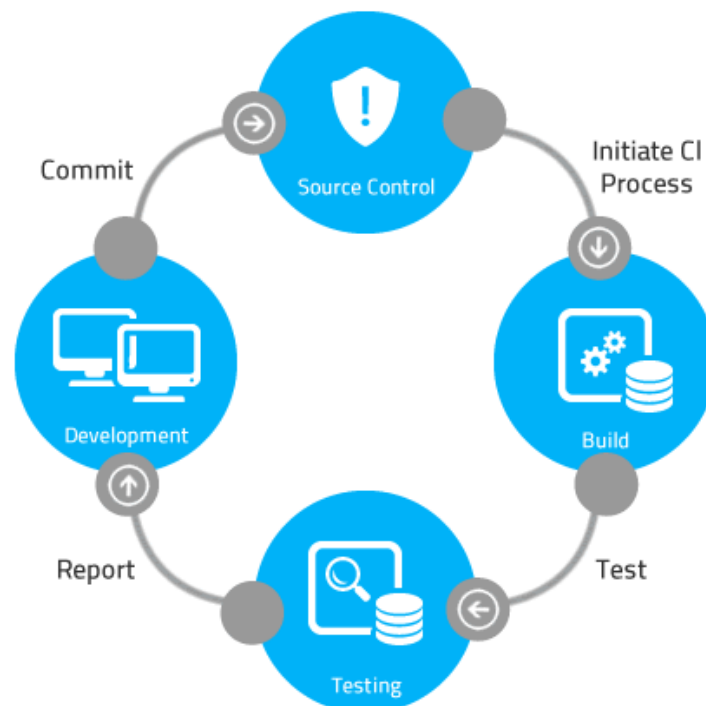 Source Control
Commit
Initiate CI
Process
Development
Build
Report
Test
Testing